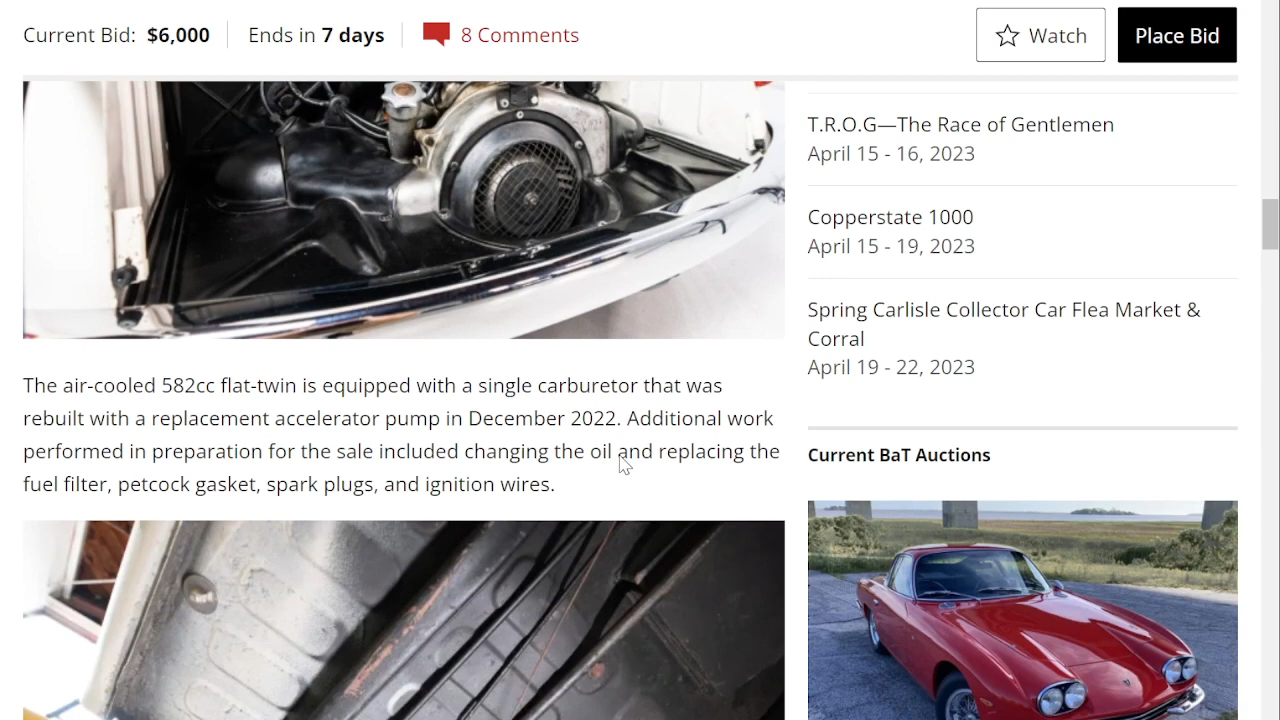 Current Bid: $6,000
Ends in 7 days
8 Comments
Watch
Place Bid
The air-cooled 582cc flat-twin is equipped with a single carburetor that was
rebuilt with a replacement accelerator pump in December 2022. Additional work
performed in preparation for the sale included changing the oil and replacing the
fuel filter, petcock gasket, spark plugs, and ignition wires.
T.R.O.G—The Race of Gentlemen
April 15 - 16, 2023
Copperstate 1000
April 15 - 19, 2023
Spring Carlisle Collector Car Flea Market &
Corral
April 19 - 22, 2023
Current BaT Auctions